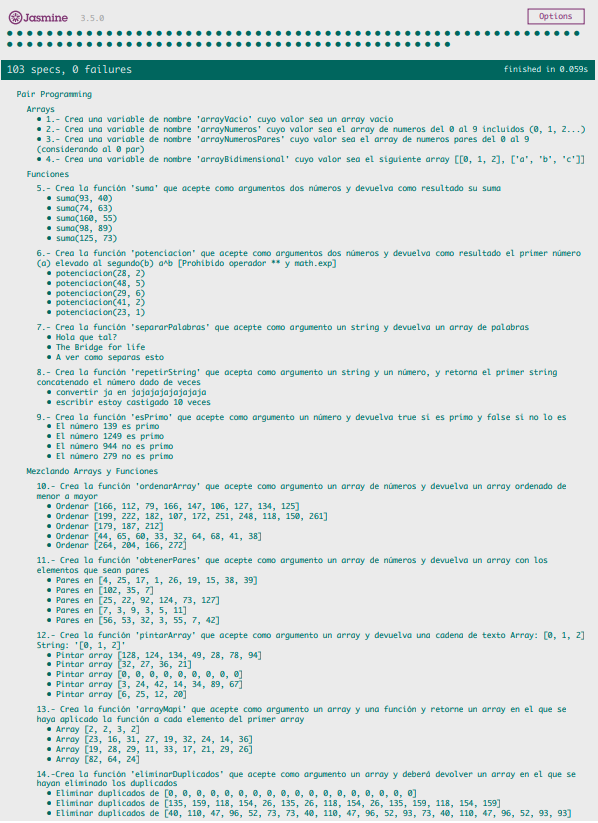 Jasmine 3.5.0
Options
103 specs, 0 failures
finished in 0.059s
Pair Programming
Arrays
• 1.- Crea una variable de nombre 'arrayVacio' cuyo valor sea un array vacio
• 2.- Crea una variable de nombre 'arrayNumeros' cuyo valor sea el array de numeros del 0 al 9 incluidos (0, 1, 2...)
• 3.- Crea una variable de nombre 'arrayNumerosPares' cuyo valor sea el array de numeros pares del 0 al 9
(considerando al 0 par)
• 4.- Crea una variable de nombre 'arrayBidimensional' cuyo valor sea el siguiente array [[0, 1, 2], ['a', 'b', 'c']]
Funciones
5.- Crea la función 'suma' que acepte como argumentos dos números y devuelva como resultado su suma
• suma(93, 40)
• suma(74, 63)
• suma(160, 55)
• suma(98, 89)
• suma(125, 73)
6.- Crea la función 'potenciacion' que acepte como argumentos dos números y devuelva como resultado el primer número
(a) elevado al segundo(b) a^b [Prohibido operador ** y math.exp]
• potenciacion(28, 2)
• potenciacion(48, 5)
• potenciacion(29, 6)
• potenciacion(41, 2)
• potenciacion(23, 1)
7.- Crea la función 'separarPalabras' que acepte como argumento un string y devuelva un array de palabras
• Hola que tal?
• The Bridge for life
• A ver como separas esto
8.- Crea la función 'repetirString' que acepta como argumento un string y un número, y retorna el primer string
concatenado el número dado de veces
• convertir ja en jajajajajajajaja
• escribir estoy castigado 10 veces
9.- Crea la función 'esPrimo' que acepte como argumento un número y devuelva true si es primo y false si no lo es
• El número 139 es primo
• El número 1249 es primo
• El número 944 no es primo
• El número 279 no es primo
Mezclando Arrays y Funciones
10.- Crea la función 'ordenarArray' que acepte como argumento un array de números y devuelva un array ordenado de
menor a mayor
• Ordenar [166, 112, 79, 166, 147, 106, 127, 134, 125]
• Ordenar [199, 222, 182, 107, 172, 251, 248, 118, 150, 261]
• Ordenar [179, 187, 212]
• Ordenar [44, 65, 60, 33, 32, 64, 68, 41, 38]
• Ordenar [264, 204, 166, 272]
11.- Crea la función 'obtenerPares' que acepte como argumento un array de números y devuelva un array con los
elementos que sean pares
• Pares en [4, 25, 17, 1, 26, 19, 15, 38, 39]
• Pares en [102, 35, 7]
• Pares en [25, 22, 92, 124, 73, 127]
• Pares en [7, 3, 9, 3, 5, 11]
• Pares en [56, 53, 32, 3, 55, 7, 42]
12.- Crea la función 'pintarArray' que acepte como argumento un array y devuelva una cadena de texto Array: [0, 1, 2]
String: '[0, 1, 2]'
• Pintar array [128, 124, 134, 49, 28, 78, 94]
• Pintar array [32, 27, 36, 21]
• Pintar array [0, 0, 0, 0, 0, 0, 0, 0]
• Pintar array [3, 24, 42, 14, 34, 89, 67]
• Pintar array [6, 25, 12, 20]
13.- Crea la función 'arrayMapi' que acepte como argumento un array y una función y retorne un array en el que se
haya aplicado la función a cada elemento del primer array
• Array [2, 2, 3, 2]
• Array [23, 16, 31, 27, 19, 32, 24, 14, 36]
• Array [19, 28, 29, 11, 33, 17, 21, 29, 26]
• Array [82, 64, 24]
14.-Crea la función 'eliminarDuplicados' que acepte como argumento un array y deberá devolver un array en el que se
hayan eliminado los duplicados
• Eliminar duplicados de [0, 0, 0, 0, 0, 0, 0, 0, 0, 0, 0, 0, 0, 0, 0, 0, 0, 0]
• Eliminar duplicados de [135, 159, 118, 154, 26, 135, 26, 118, 154, 26, 135, 159, 118, 154, 159]
• Eliminar duplicados de [40, 110, 47, 96, 52, 73, 73, 40, 110, 47, 96, 52, 93, 73, 40, 110, 47, 96, 52, 93, 93]